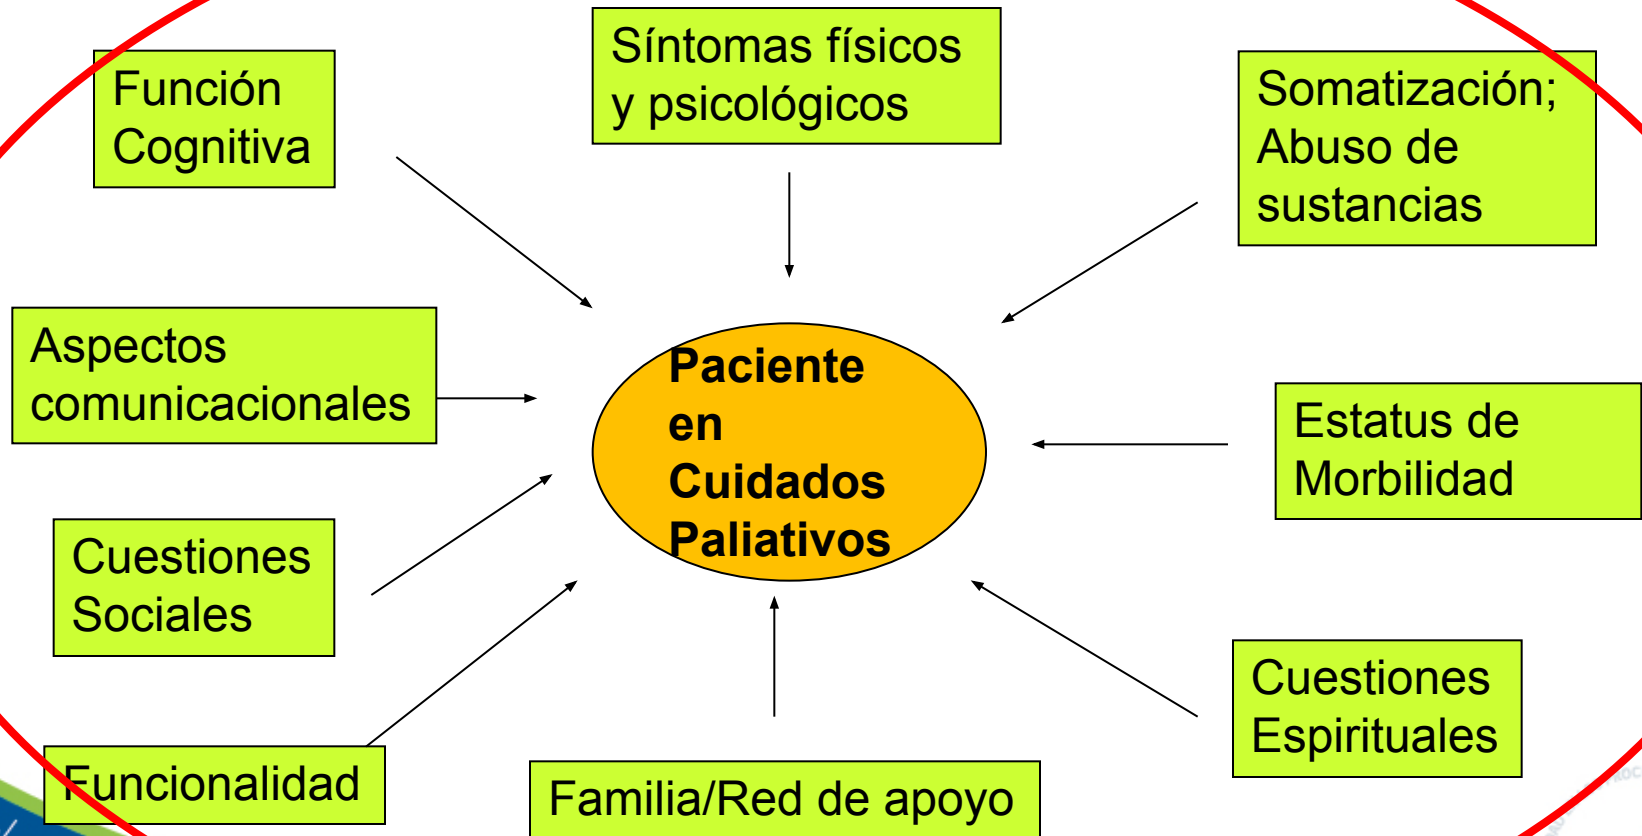 Síntomas físicos
y psicológicos
Función
Cognitiva
Somatización;
Abuso de
sustancias
Aspectos
comunicacionales
Paciente
en
Cuidados
Paliativos
Estatus de
Morbilidad
Cuestiones
Sociales
Cuestiones
Espirituales
Funcionalidad
Familia/Red de apoyo